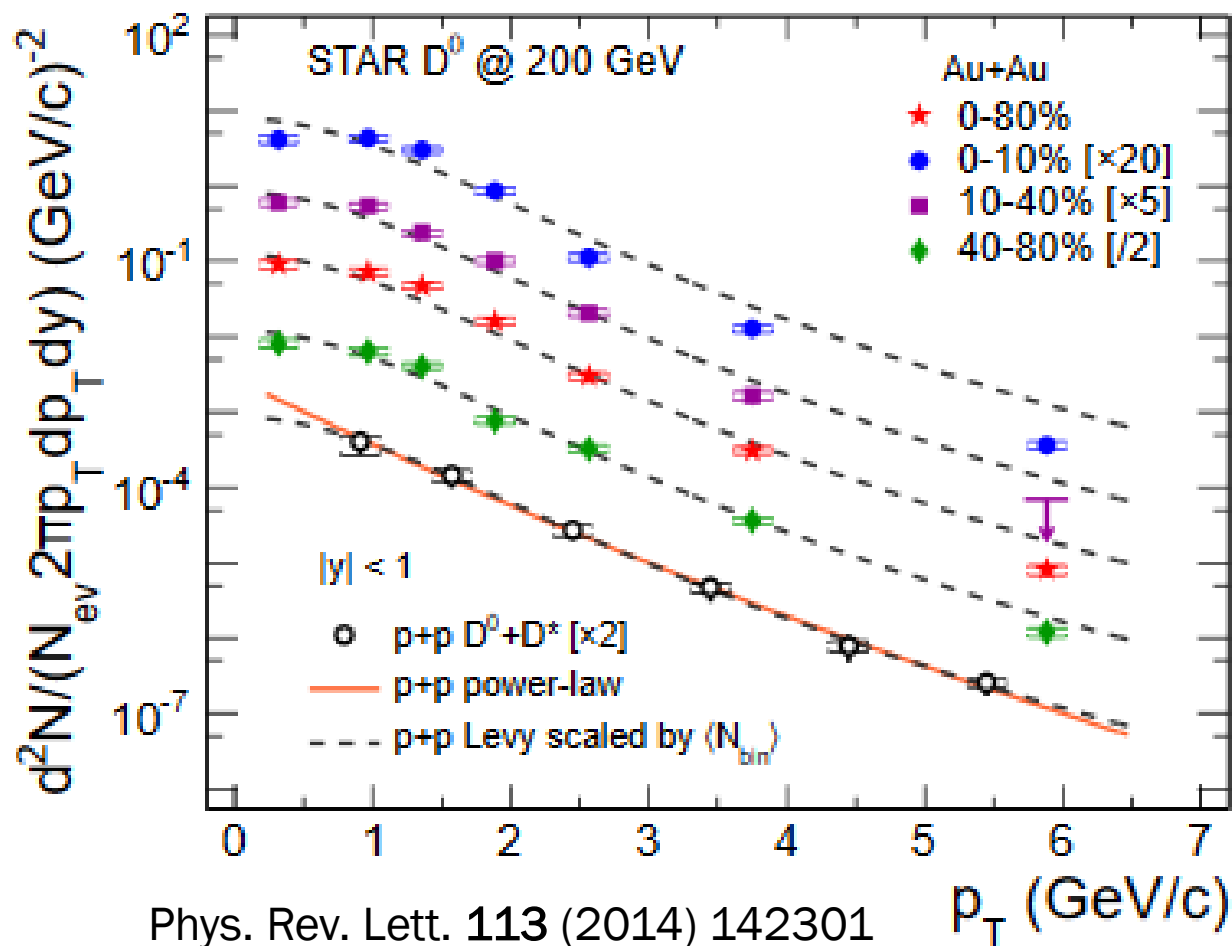 d²N/(N_ev 2πp_T dp_T dy) (GeV/c)⁻²
10²
10⁻¹
10⁻⁴
10⁻⁷
STAR D⁰ @ 200 GeV
Au+Au
0-80%
0-10% [×20]
10-40% [×5]
40-80% [/2]
|y| < 1
p+p D⁰+D* [×2]
p+p power-law
p+p Levy scaled by ⟨N_bin⟩
0 1 2 3 4 5 6 7
p_T (GeV/c)
Phys. Rev. Lett. 113 (2014) 142301